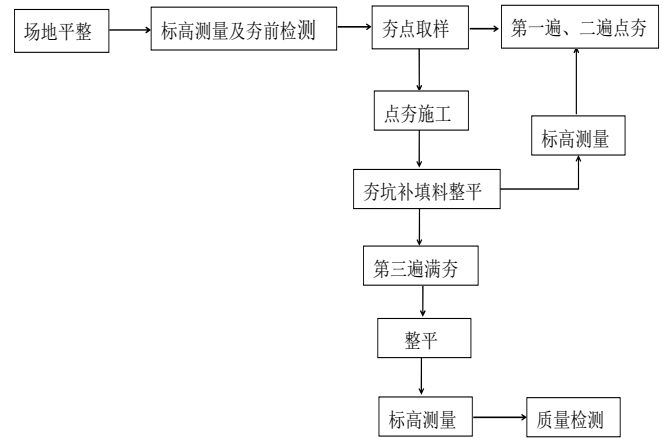 场地平整
标高测量及夯前检测
夯点取样
第一遍、二遍点夯
点夯施工
标高测量
夯坑补填料整平
第三遍满夯
整平
标高测量
质量检测